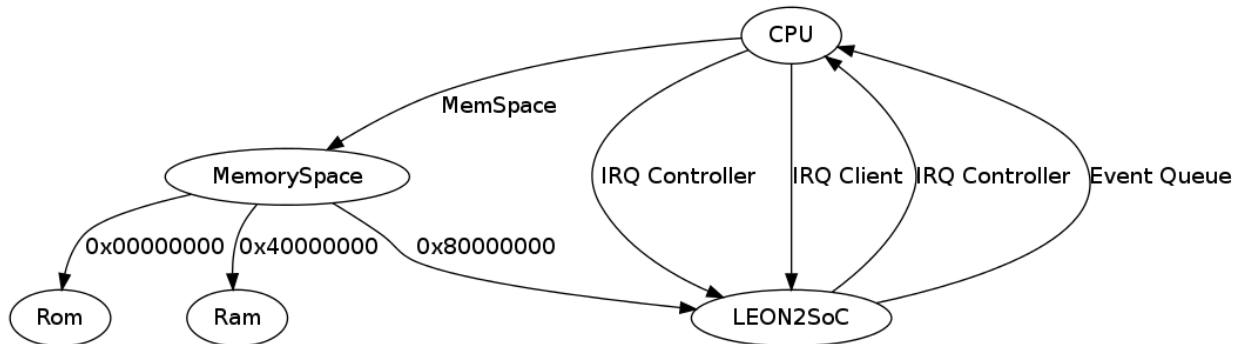 CPU
MemSpace
MemorySpace
IRQ Controller
IRQ Client
IRQ Controller
Event Queue
0x00000000
0x40000000
0x80000000
Rom
Ram
LEON2SoC